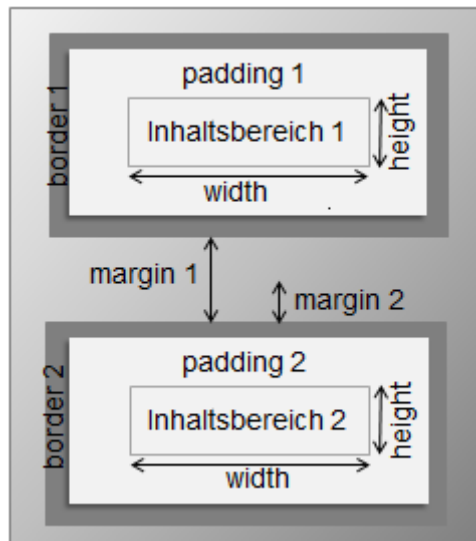 padding 1
border 1
Inhaltsbereich 1
height
width
margin 1
margin 2
padding 2
border 2
Inhaltsbereich 2
height
width